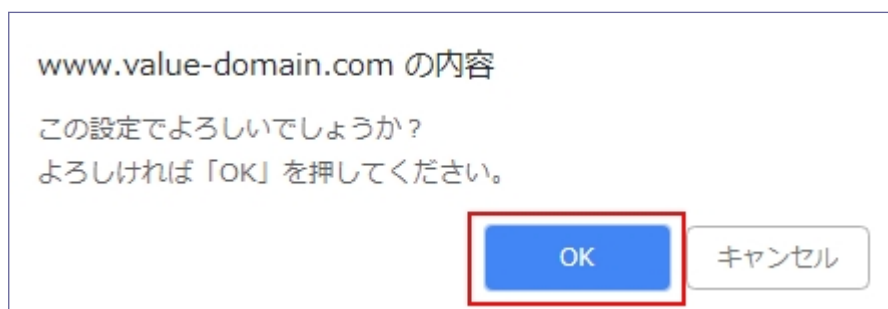 www.value-domain.com の内容
この設定でよろしいでしょうか？
よろしければ「OK」を押してください。
OK キャンセル